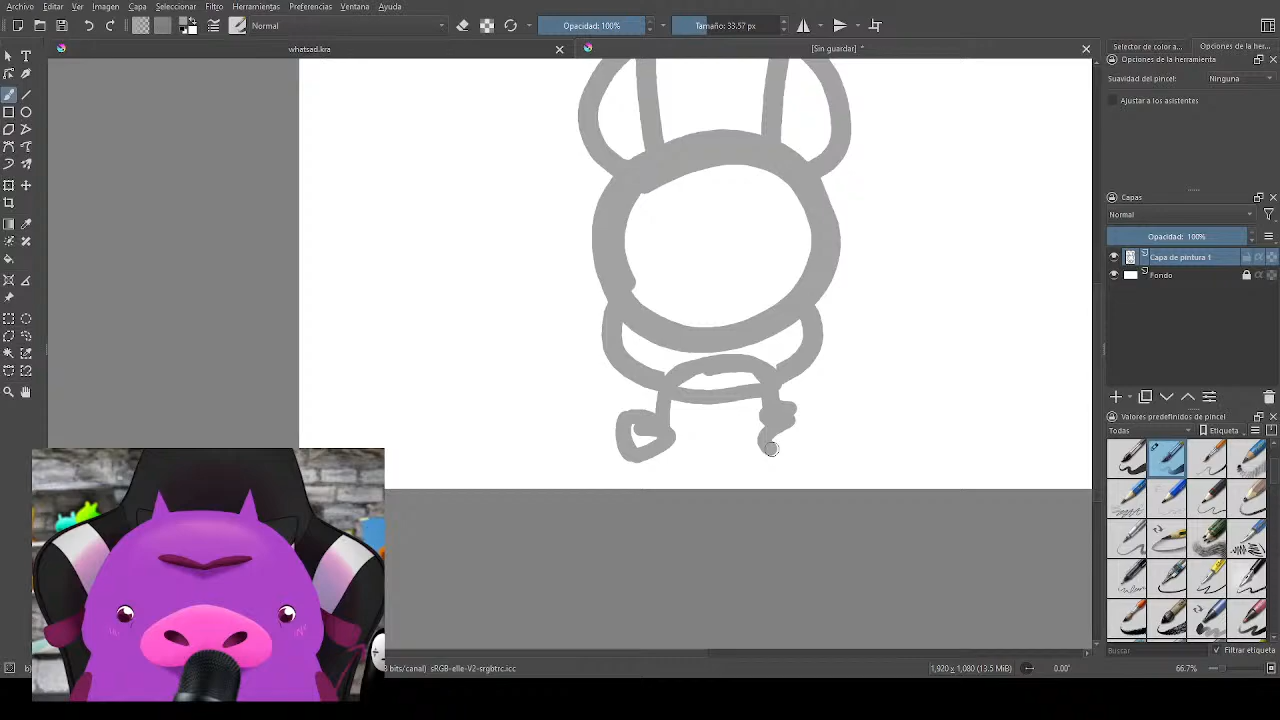 Archivo Editar Ver Imagen Capa Seleccionar Filtro Herramientas Preferencias Ventana Ayuda
Normal Opacidad: 100% Tamaño: 33.57 px
whatsad.kra [Sin guardar] *
Selector de color a... Opciones de la her...
Opciones de la herramienta
Suavidad del pincel: Ninguna
Ajustar a los asistentes
Capas
Normal
Opacidad: 100%
Capa de pintura 1
Fondo
Valores predefinidos de pincel
Todas Etiqueta
Buscar Filtrar etiqueta
bits/canal) sRGB-elle-V2-srgbtrc.icc 1,920 x 1,080 (13.5 MiB) 0.00° 66.7%